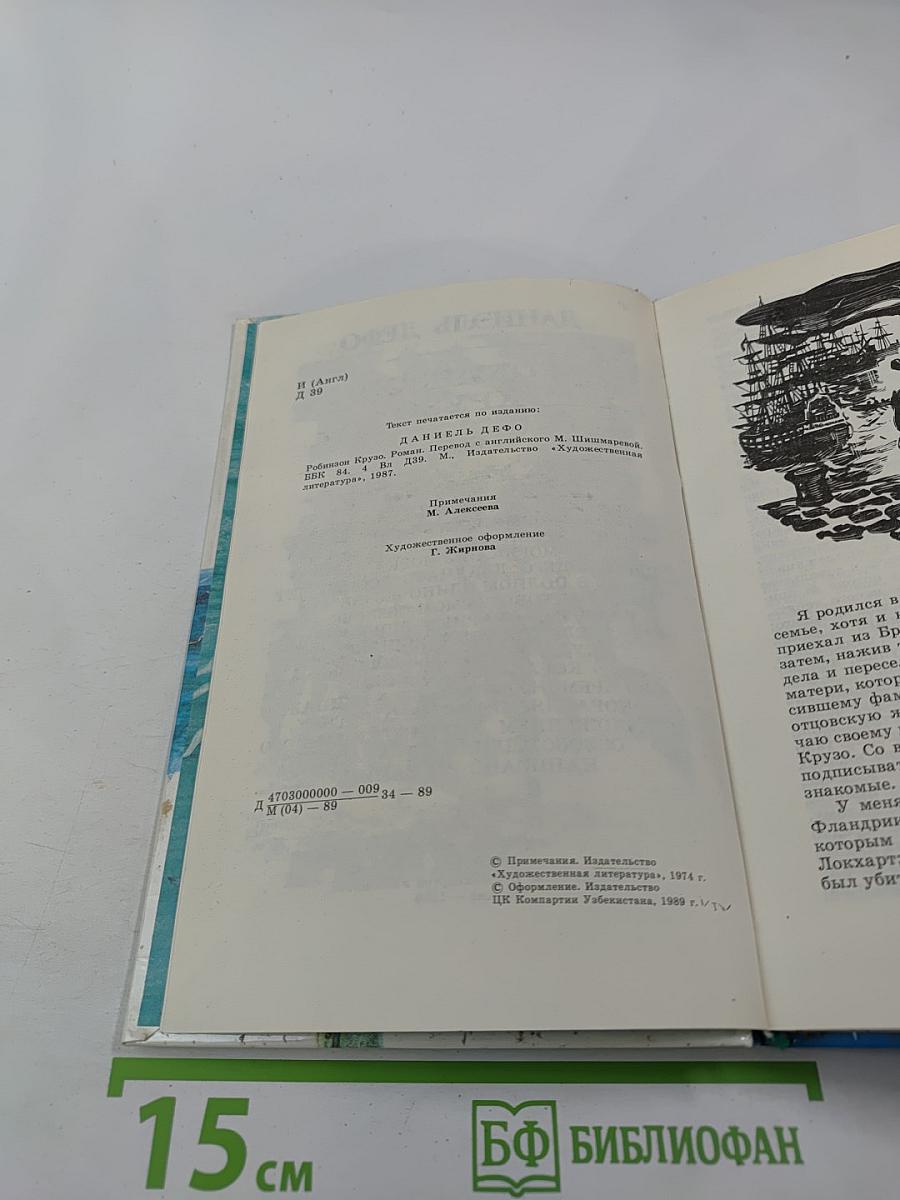 И (Англ)
Д 39
Текст печатается по изданию:
ДАНИЕЛЬ ДЕФО
Робинзон Крузо. Роман. Перевод с английского М. Шишмаревой.
ББК 84. 4 Вл Д39. М., Издательство «Художественная
литература», 1987.
Примечания
М. Алексеева
Художественное оформление
Г. Жирнова
Д 4703000000 — 009
М (04) — 89
34 — 89
© Примечания. Издательство
«Художественная литература», 1974 г.
© Оформление. Издательство
ЦК Компартии Узбекистана, 1989 г.
Я родился в
семье, хотя и
приехал из Бр
затем, нажив
дела и пересел
матери, котор
сившему фам
отцовскую ж
чаю своему
Крузо. Со в
подписыват
знакомые.
У меня
Фландрии
которым
Локхарт
был убит
15 см
БФ БИБЛИОФАН